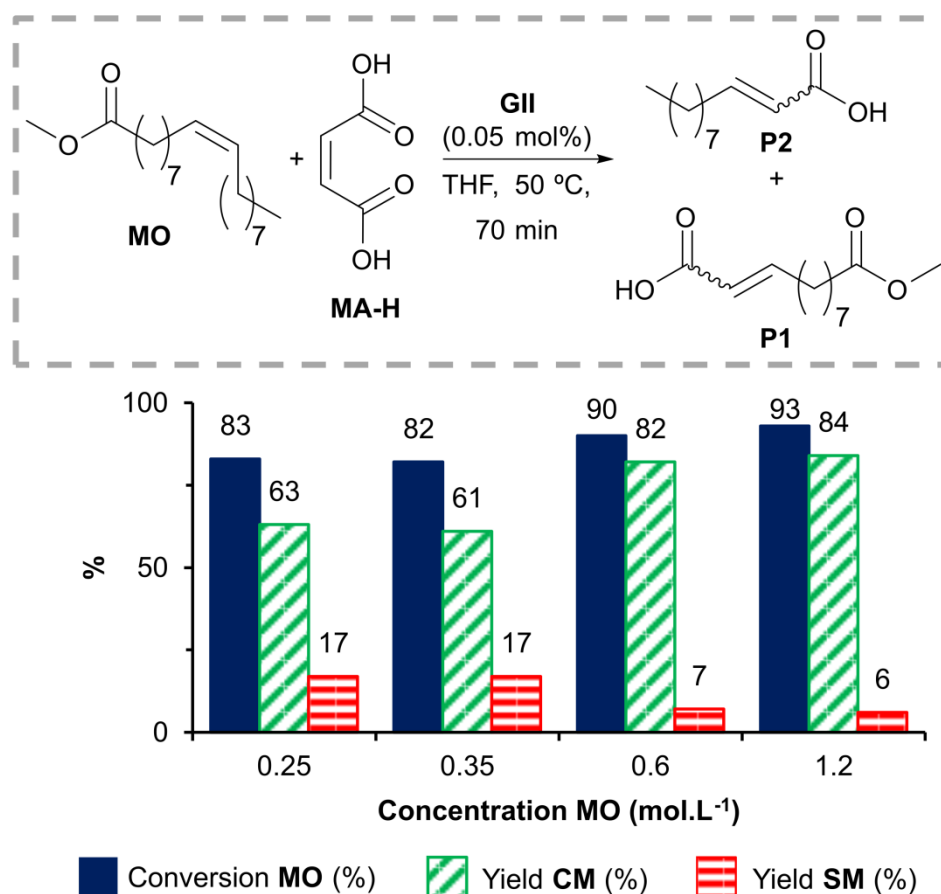 O
O
7
MO
7
+
OH
O
O
OH
MA-H
GII
(0.05 mol%)
THF, 50 ºC,
70 min
7
O
OH
P2
+
O
HO
7
O
O
P1
100
50
0
%
83
63
17
82
61
17
90
82
7
93
84
6
0.25
0.35
0.6
1.2
Concentration MO (mol.L⁻¹)
Conversion MO (%)
Yield CM (%)
Yield SM (%)